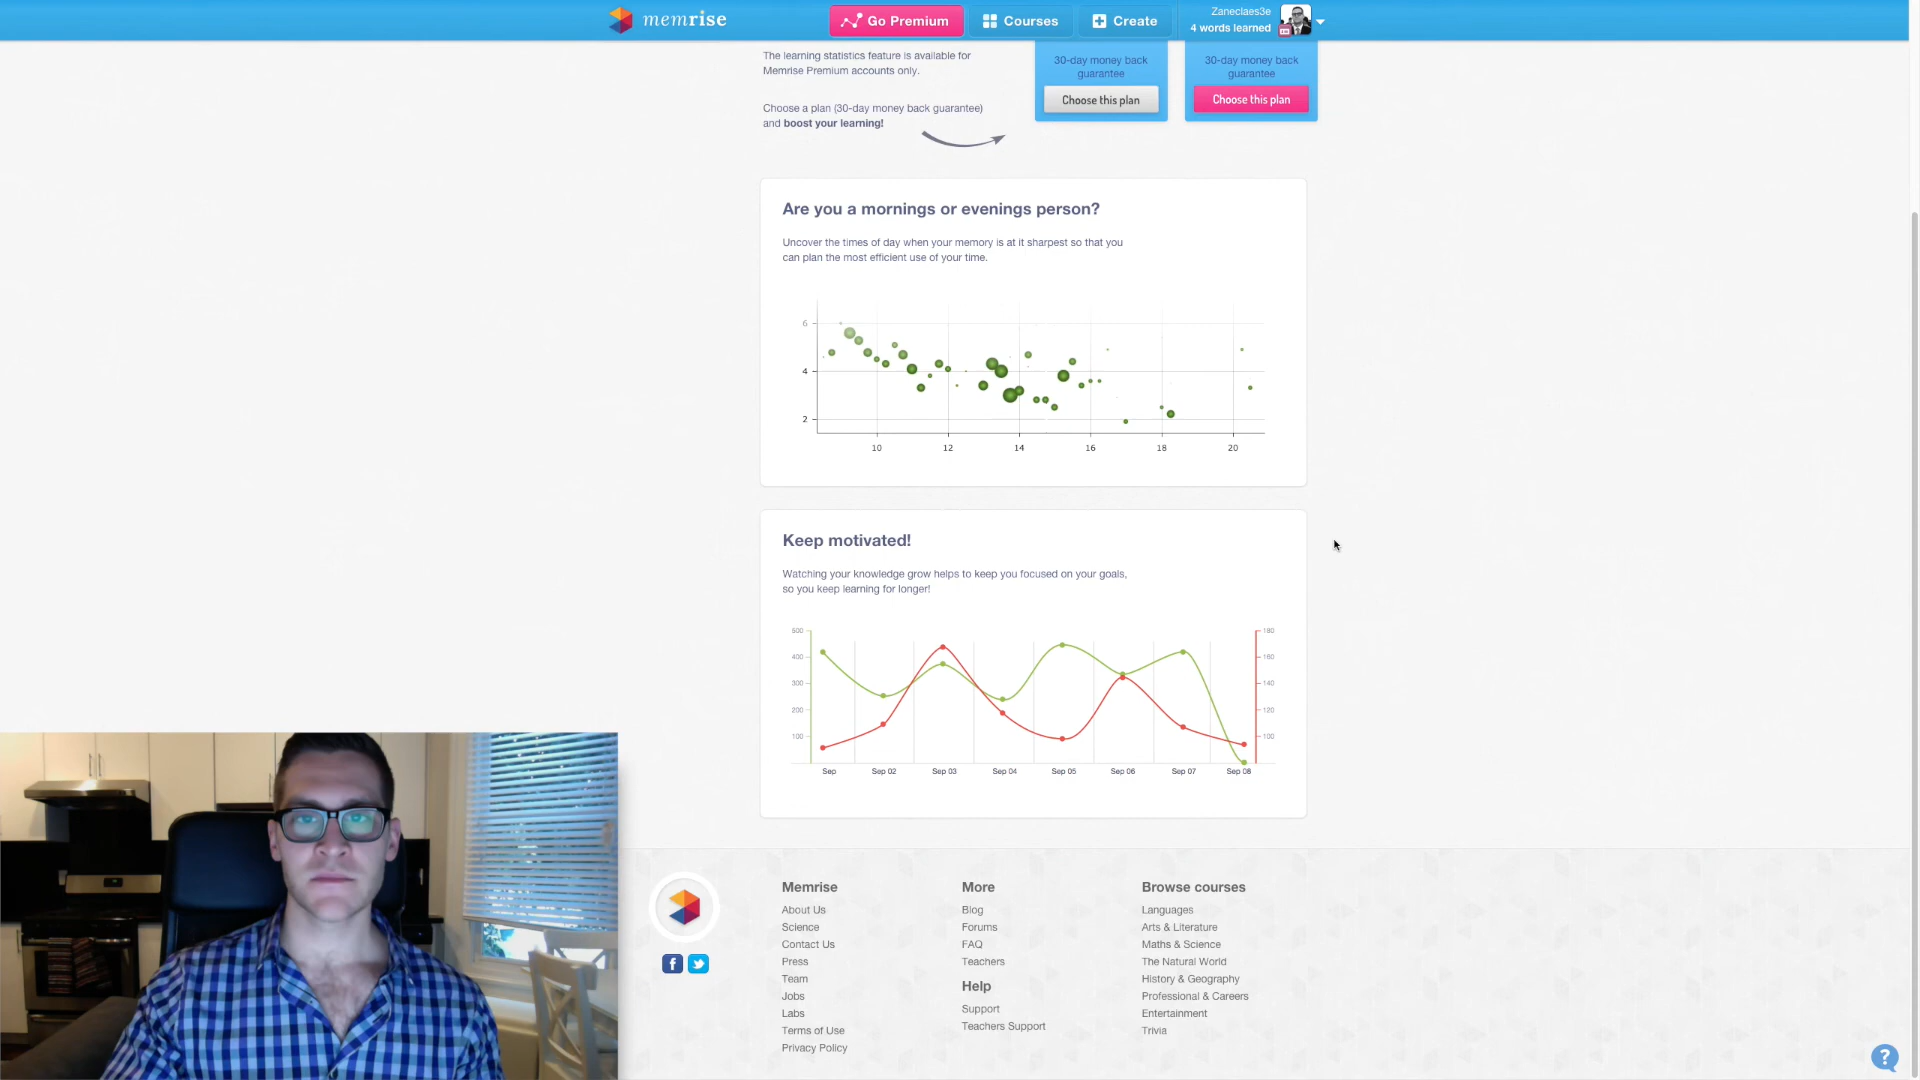 memrise
Go Premium
Courses
Create
Zaneclaes3e
4 words learned
The learning statistics feature is available for
Memrise Premium accounts only.
Choose a plan (30-day money back guarantee)
and boost your learning!
30-day money back
guarantee
Choose this plan
30-day money back
guarantee
Choose this plan
Are you a mornings or evenings person?
Uncover the times of day when your memory is at it sharpest so that you
can plan the most efficient use of your time.
6
4
2
10 12 14 16 18 20
Keep motivated!
Watching your knowledge grow helps to keep you focused on your goals,
so you keep learning for longer!
500
400
300
200
100
180
160
140
120
100
Sep Sep 02 Sep 03 Sep 04 Sep 05 Sep 06 Sep 07 Sep 08
f
Memrise
About Us
Science
Contact Us
Press
Team
Jobs
Labs
Terms of Use
Privacy Policy
More
Blog
Forums
FAQ
Teachers
Help
Support
Teachers Support
Browse courses
Languages
Arts & Literature
Maths & Science
The Natural World
History & Geography
Professional & Careers
Entertainment
Trivia
?